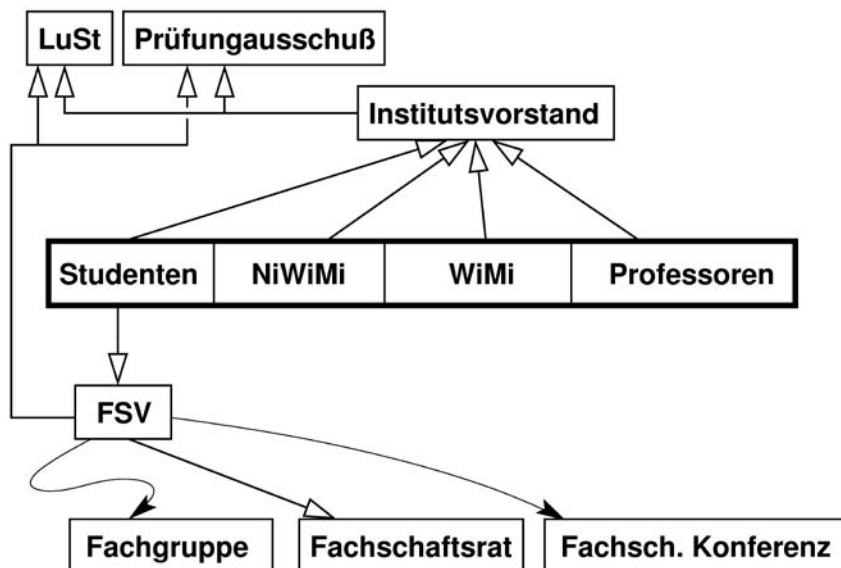 LuSt
Prüfungausschuß
Institutsvorstand
Studenten
NiWiMi
WiMi
Professoren
FSV
Fachgruppe
Fachschaftsrat
Fachsch. Konferenz